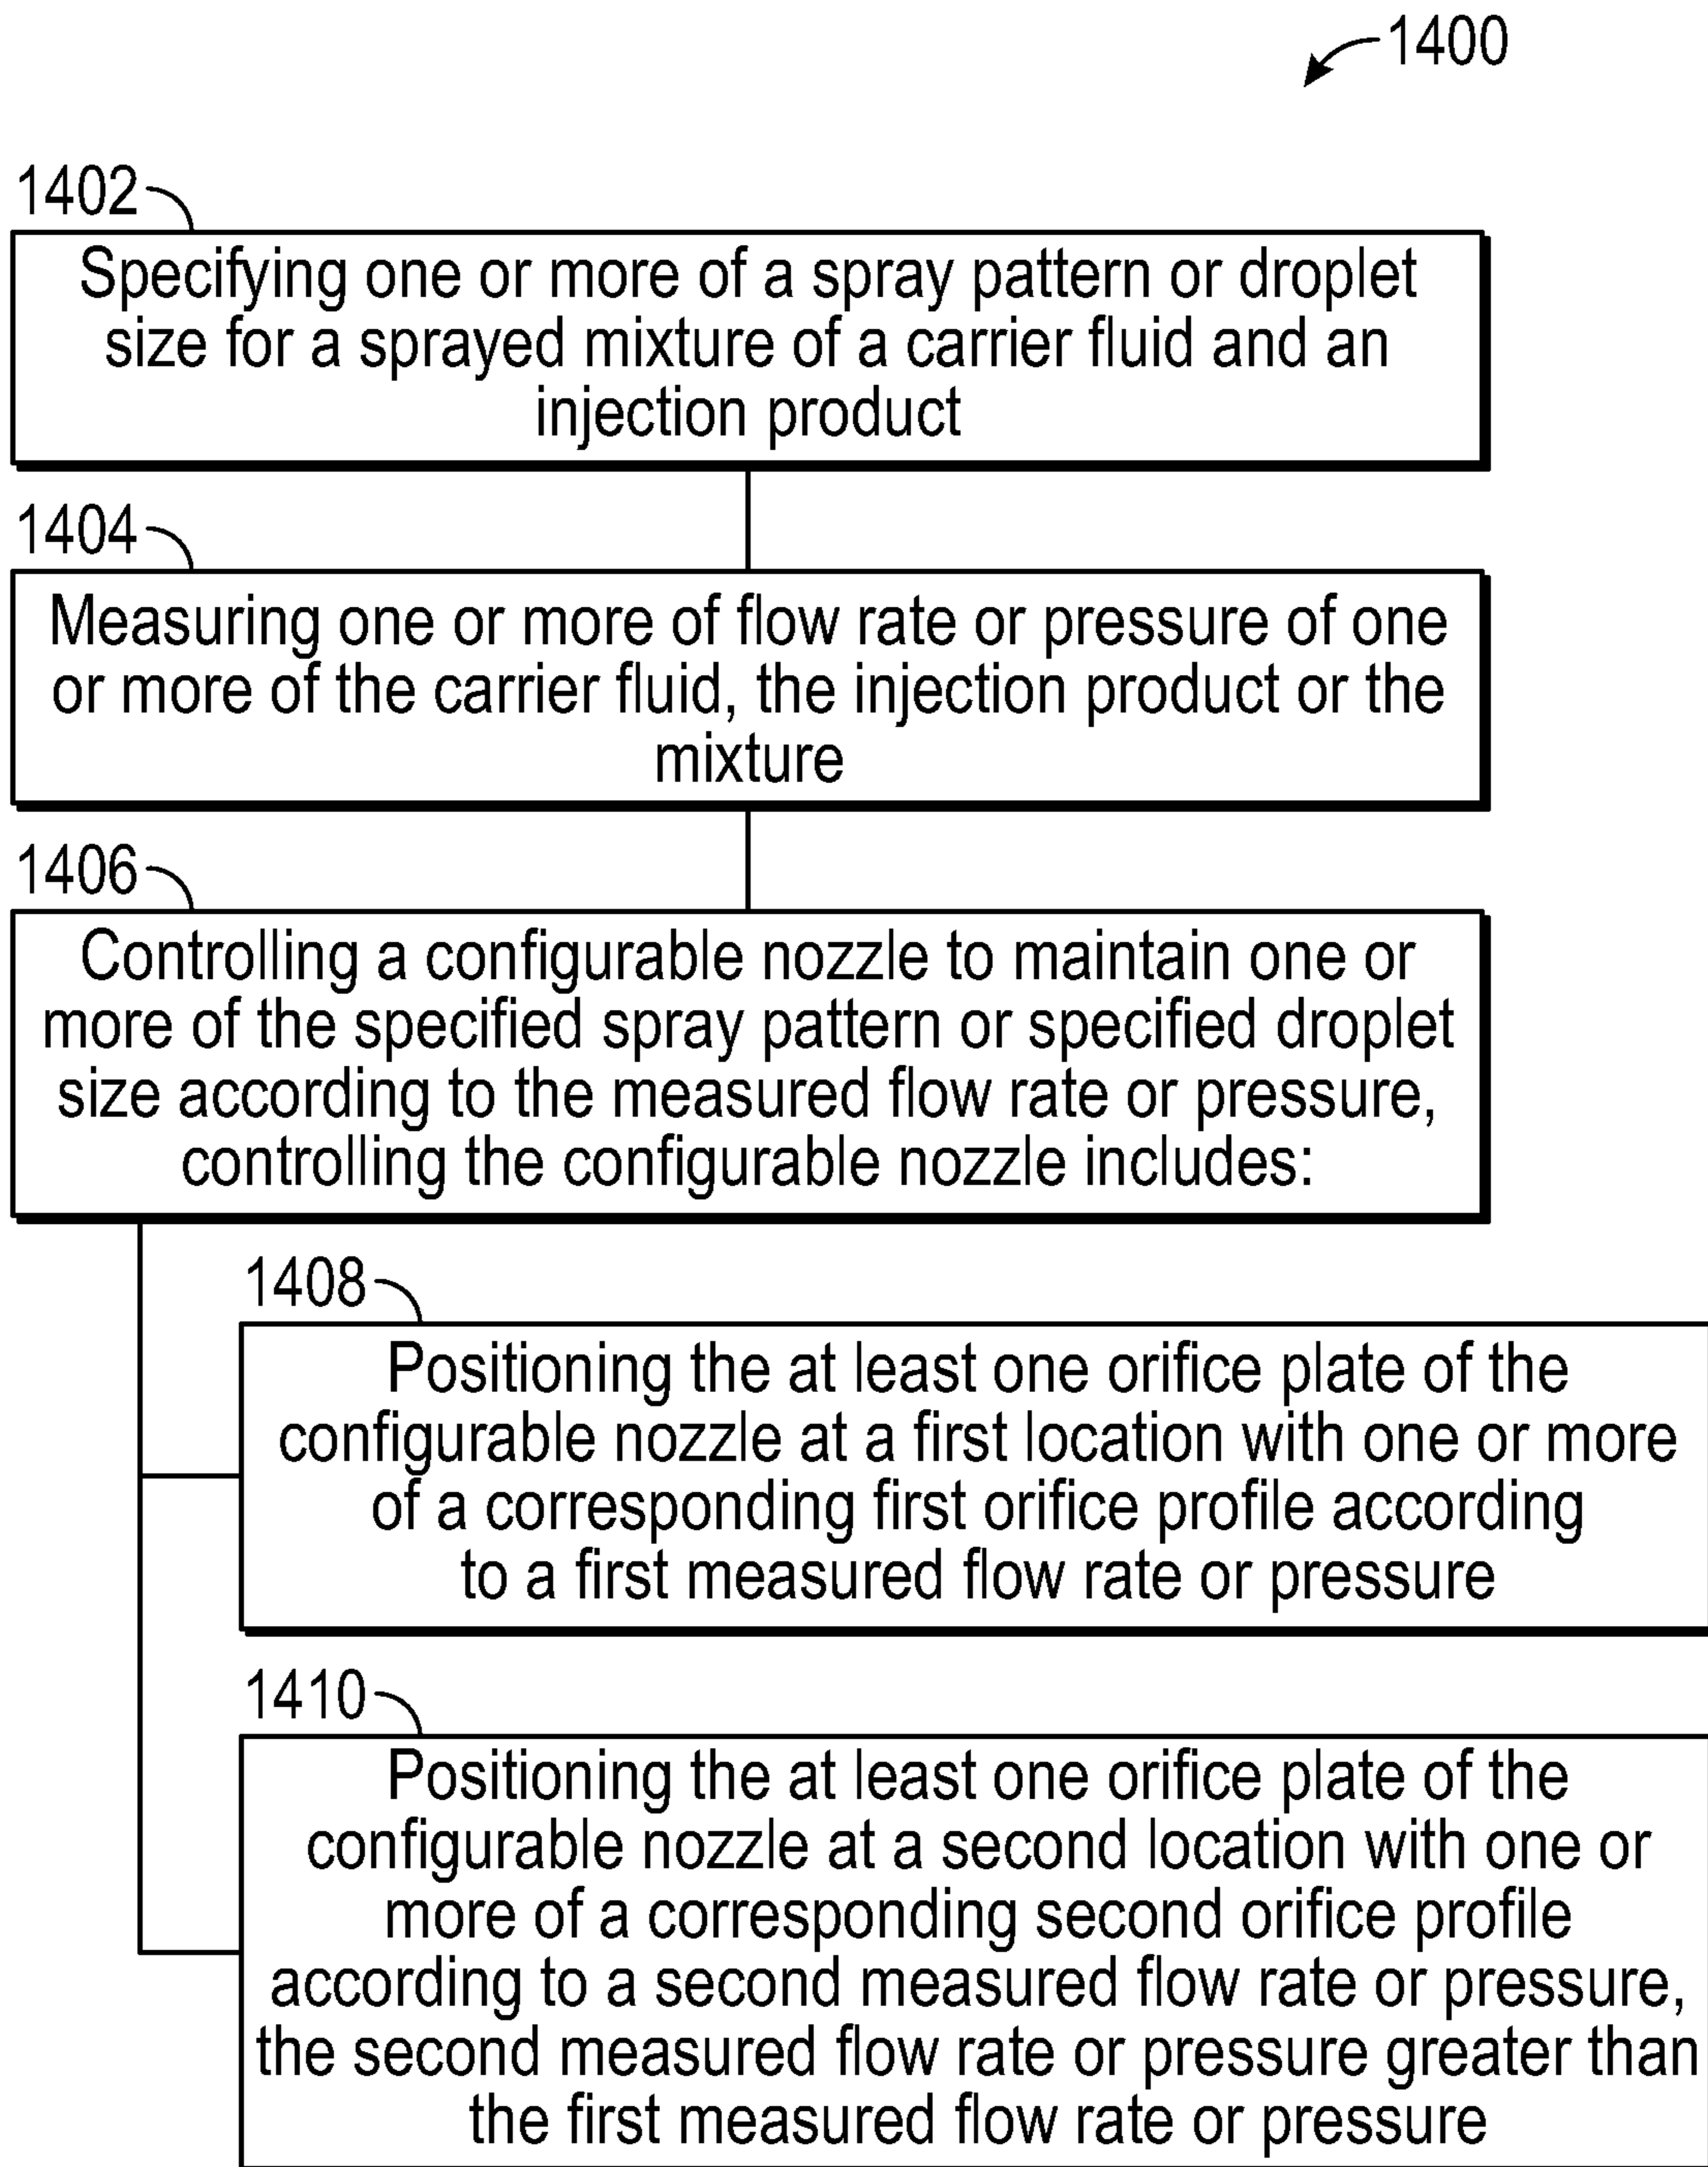 1400
1402
Specifying one or more of a spray pattern or droplet
size for a sprayed mixture of a carrier fluid and an
injection product
1404
Measuring one or more of flow rate or pressure of one
or more of the carrier fluid, the injection product or the
mixture
1406
Controlling a configurable nozzle to maintain one or
more of the specified spray pattern or specified droplet
size according to the measured flow rate or pressure,
controlling the configurable nozzle includes:
1408
Positioning the at least one orifice plate of the
configurable nozzle at a first location with one or more
of a corresponding first orifice profile according
to a first measured flow rate or pressure
1410
Positioning the at least one orifice plate of the
configurable nozzle at a second location with one or
more of a corresponding second orifice profile
according to a second measured flow rate or pressure,
the second measured flow rate or pressure greater than
the first measured flow rate or pressure